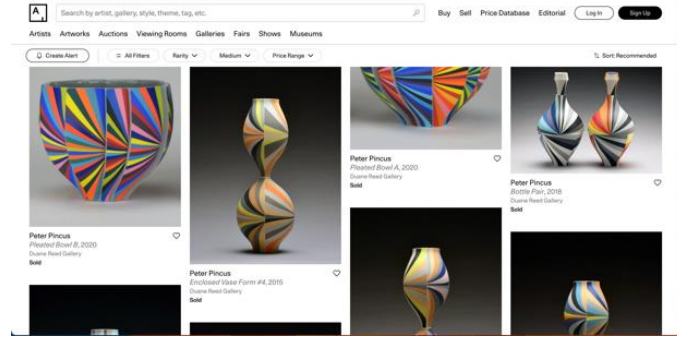 A,
Search by artist, gallery, style, theme, tag, etc.
Buy Sell Price Database Editorial Log In Sign Up
Artists Artworks Auctions Viewing Rooms Galleries Fairs Shows Museums
Create Alert All Filters Rarity Medium Price Range Sort: Recommended
Peter Pincus
Pleated Bowl B, 2020
Duane Reed Gallery
Sold
Peter Pincus
Enclosed Vase Form #4, 2015
Duane Reed Gallery
Sold
Peter Pincus
Pleated Bowl A, 2020
Duane Reed Gallery
Sold
Peter Pincus
Bottle Pair, 2018
Duane Reed Gallery
Sold